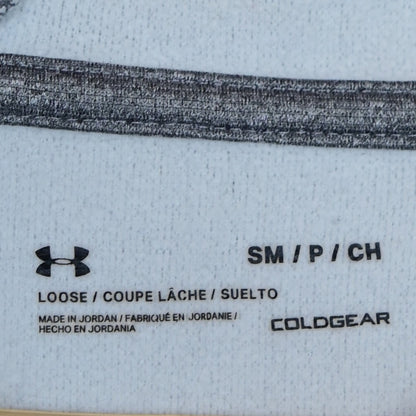 SM / P / CH
LOOSE / COUPE LÂCHE / SUELTO
MADE IN JORDAN / FABRIQUÉ EN JORDANIE /
HECHO EN JORDANIA
COLDGEAR